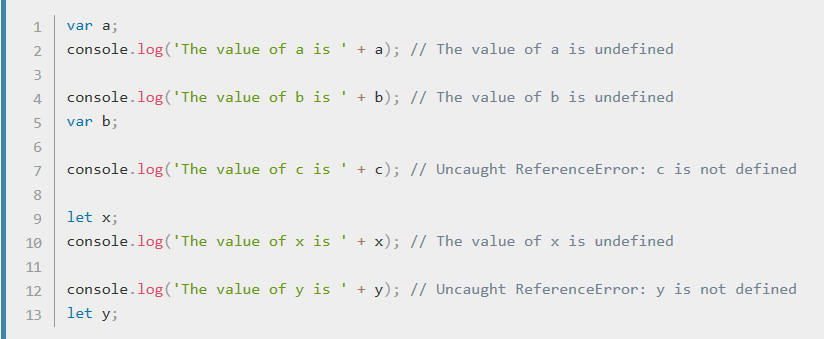 1 var a;
2 console.log('The value of a is ' + a); // The value of a is undefined
3
4 console.log('The value of b is ' + b); // The value of b is undefined
5 var b;
6
7 console.log('The value of c is ' + c); // Uncaught ReferenceError: c is not defined
8
9 let x;
10 console.log('The value of x is ' + x); // The value of x is undefined
11
12 console.log('The value of y is ' + y); // Uncaught ReferenceError: y is not defined
13 let y;